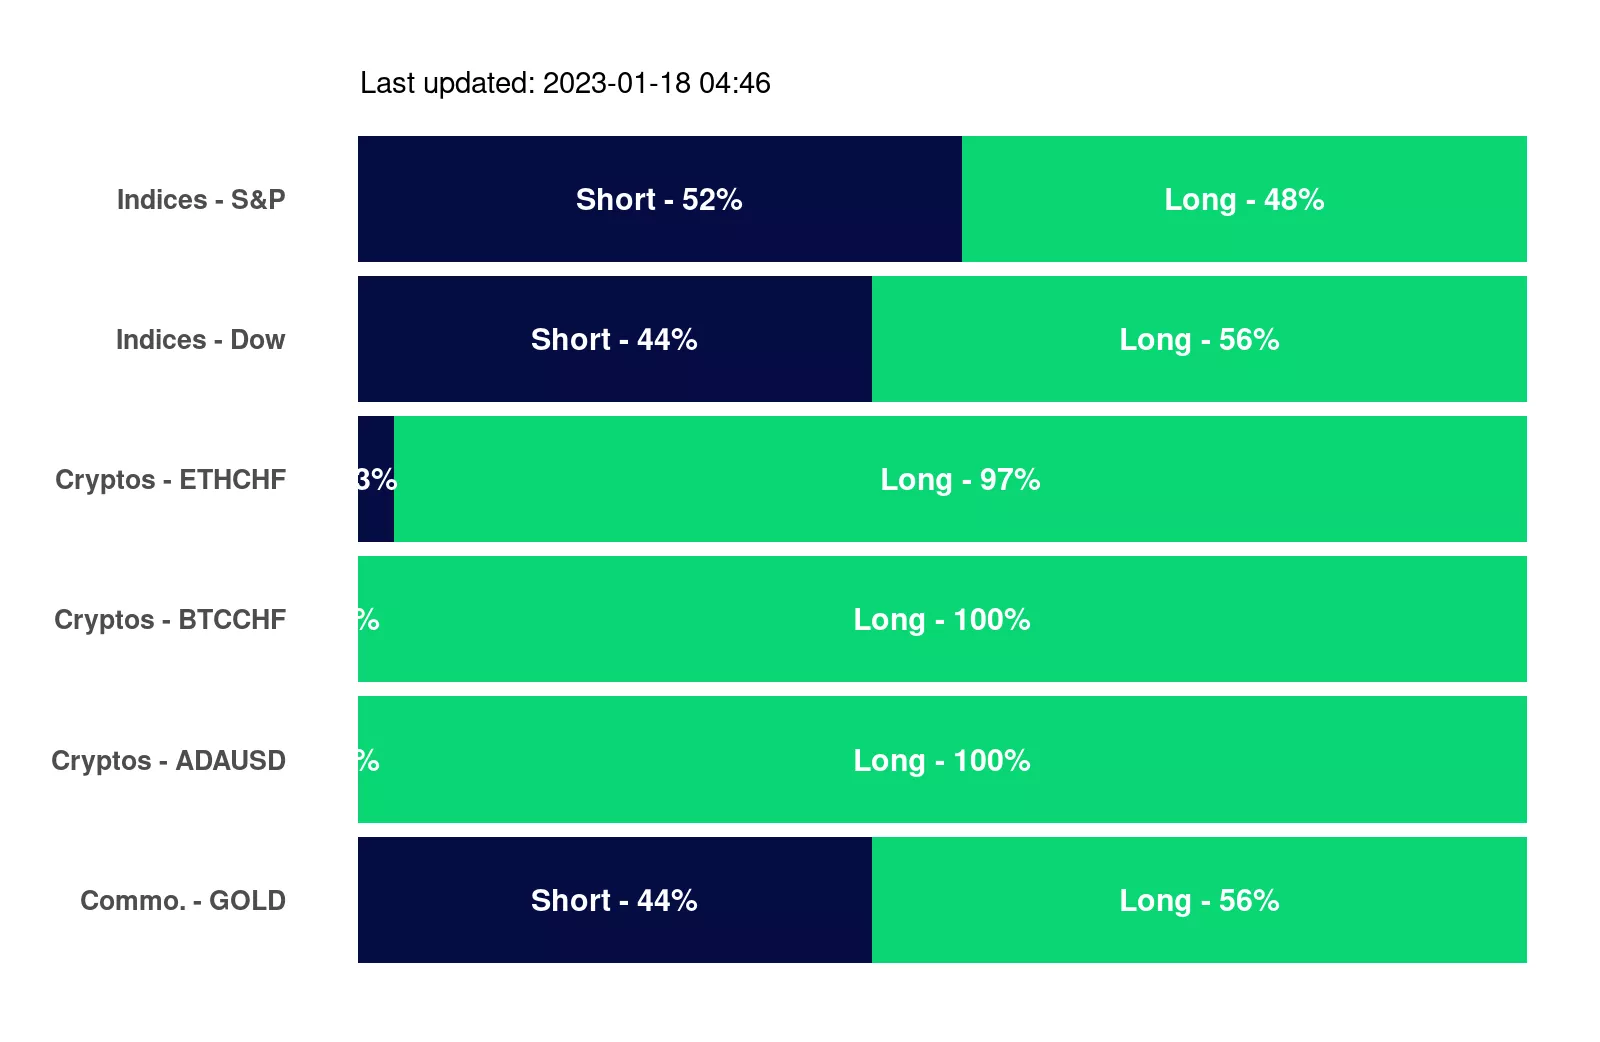 Last updated: 2023-01-18 04:46
Indices - S&P Short - 52% Long - 48%
Indices - Dow Short - 44% Long - 56%
Cryptos - ETHCHF 3% Long - 97%
Cryptos - BTCCHF % Long - 100%
Cryptos - ADAUSD % Long - 100%
Commo. - GOLD Short - 44% Long - 56%